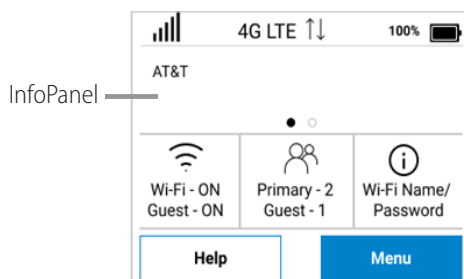 4G LTE 100%
AT&T
InfoPanel
Wi-Fi - ON
Guest - ON
Primary - 2
Guest - 1
Wi-Fi Name/
Password
Help
Menu